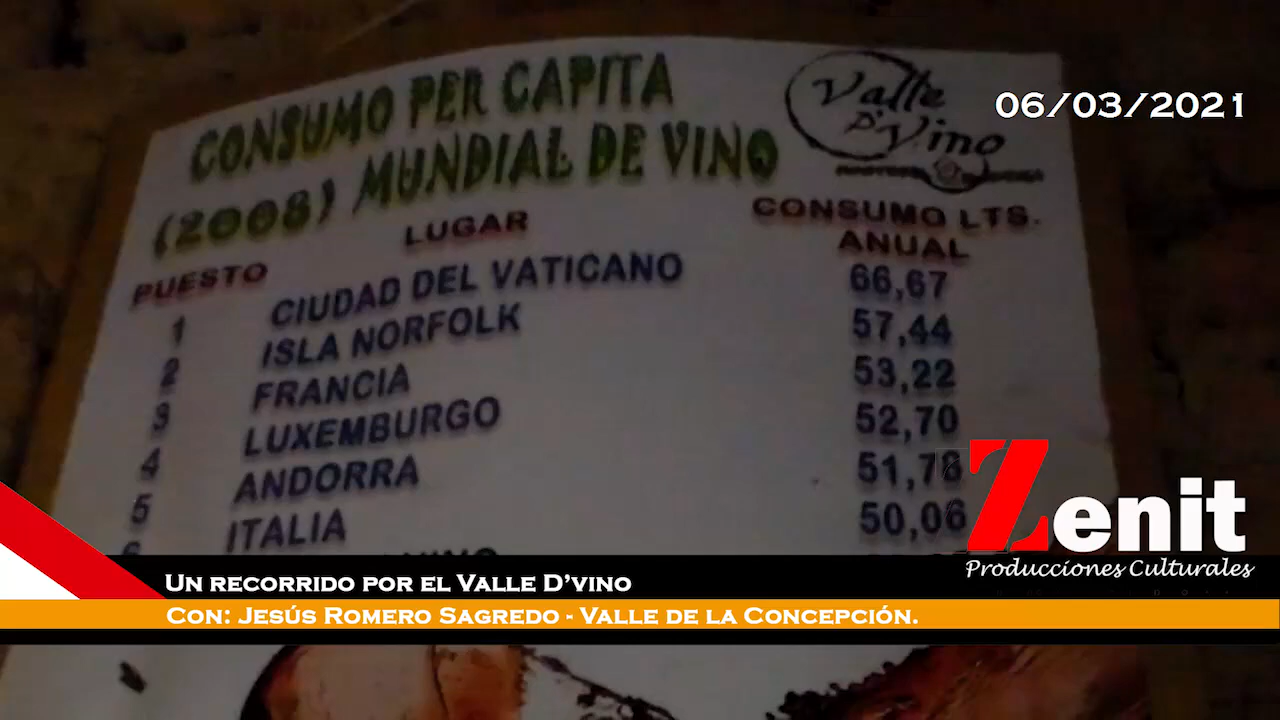 CONSUMO PER CAPITA
(2008) MUNDIAL DE VINO
Valle
D'Vino
06/03/2021
PUESTO LUGAR CONSUMO LTS. ANUAL
1 CIUDAD DEL VATICANO 66,67
2 ISLA NORFOLK 57,44
3 FRANCIA 53,22
4 LUXEMBURGO 52,70
5 ANDORRA 51,78
6 ITALIA 50,06
Zenit
Producciones Culturales
Un recorrido por el Valle D'vino
Con: Jesús Romero Sagredo - Valle de la Concepción.